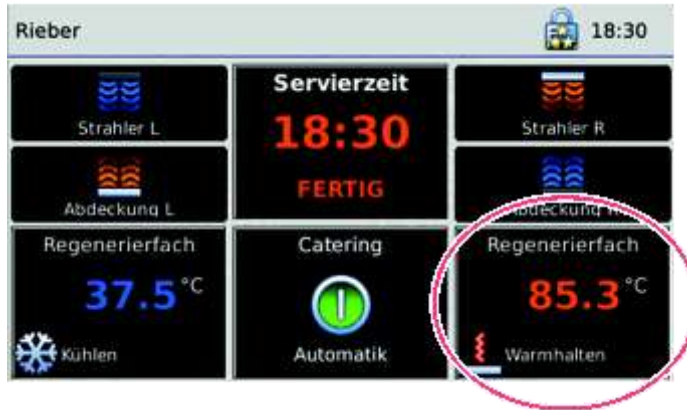 Rieber
18:30
Strahler L
Servierzeit
18:30
FERTIG
Strahler R
Abdeckung L
Abdeckung R
Regenerierfach
37.5 °C
Kühlen
Catering
Automatik
Regenerierfach
85.3 °C
Warmhalten